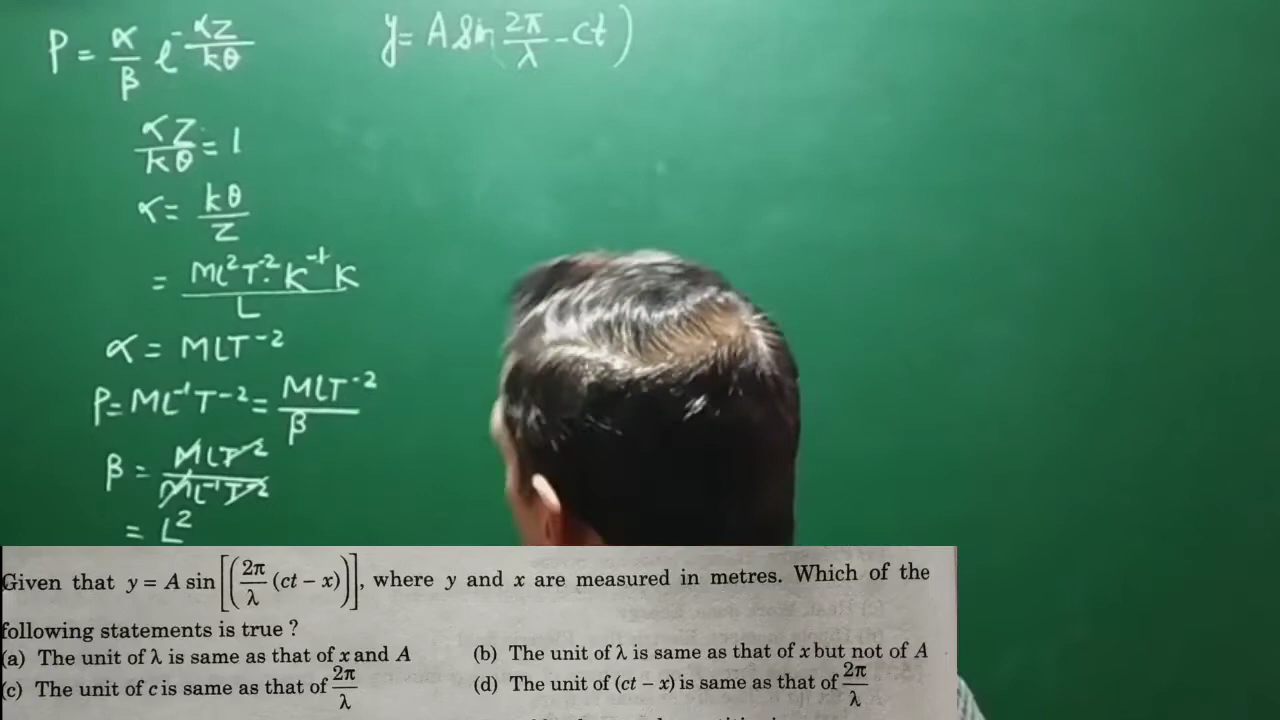 P = α/β e^-αZ/kθ
y = A sin(2π/λ - ct)
αZ/kθ = 1
α = kθ/Z
= ML²T⁻²K⁻¹K/L
α = MLT⁻²
P = ML⁻¹T⁻² = MLT⁻²/β
β = MLT⁻²/ML⁻¹T⁻²
= L²
Given that y = A sin[(2π/λ (ct – x))], where y and x are measured in metres. Which of the
following statements is true ?
(a) The unit of λ is same as that of x and A
(b) The unit of λ is same as that of x but not of A
(c) The unit of c is same as that of 2π/λ
(d) The unit of (ct – x) is same as that of 2π/λ